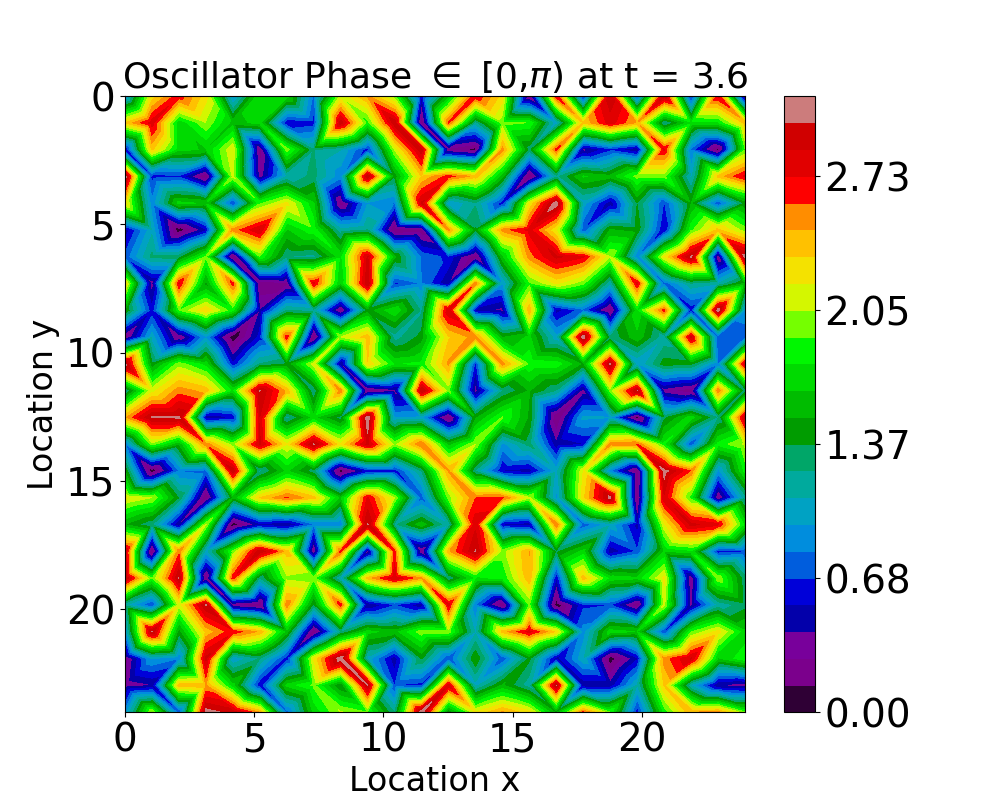 Oscillator Phase ∈ [0,π) at t = 3.6
0
5
10
15
20
Location y
0 5 10 15 20
Location x
2.73
2.05
1.37
0.68
0.00